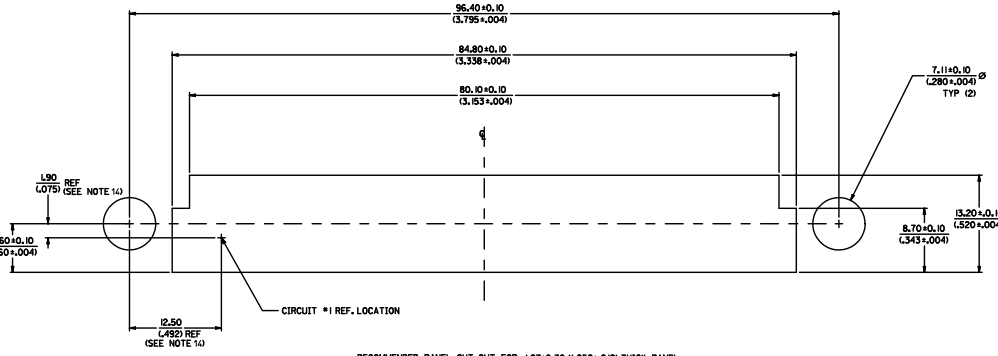 96.40±0.10
(3.795±.004)
84.80±0.10
(3.338±.004)
80.10±0.10
(3.153±.004)
7.11±0.10 Ø
(.280±.004)
TYP (2)
1.90
(.075) REF
(SEE NOTE 14)
13.20±0.10
(.520±.004)
8.70±0.10
(.343±.004)
60±0.10
60±.004)
CIRCUIT #1 REF. LOCATION
12.50
(.492) REF
(SEE NOTE 14)